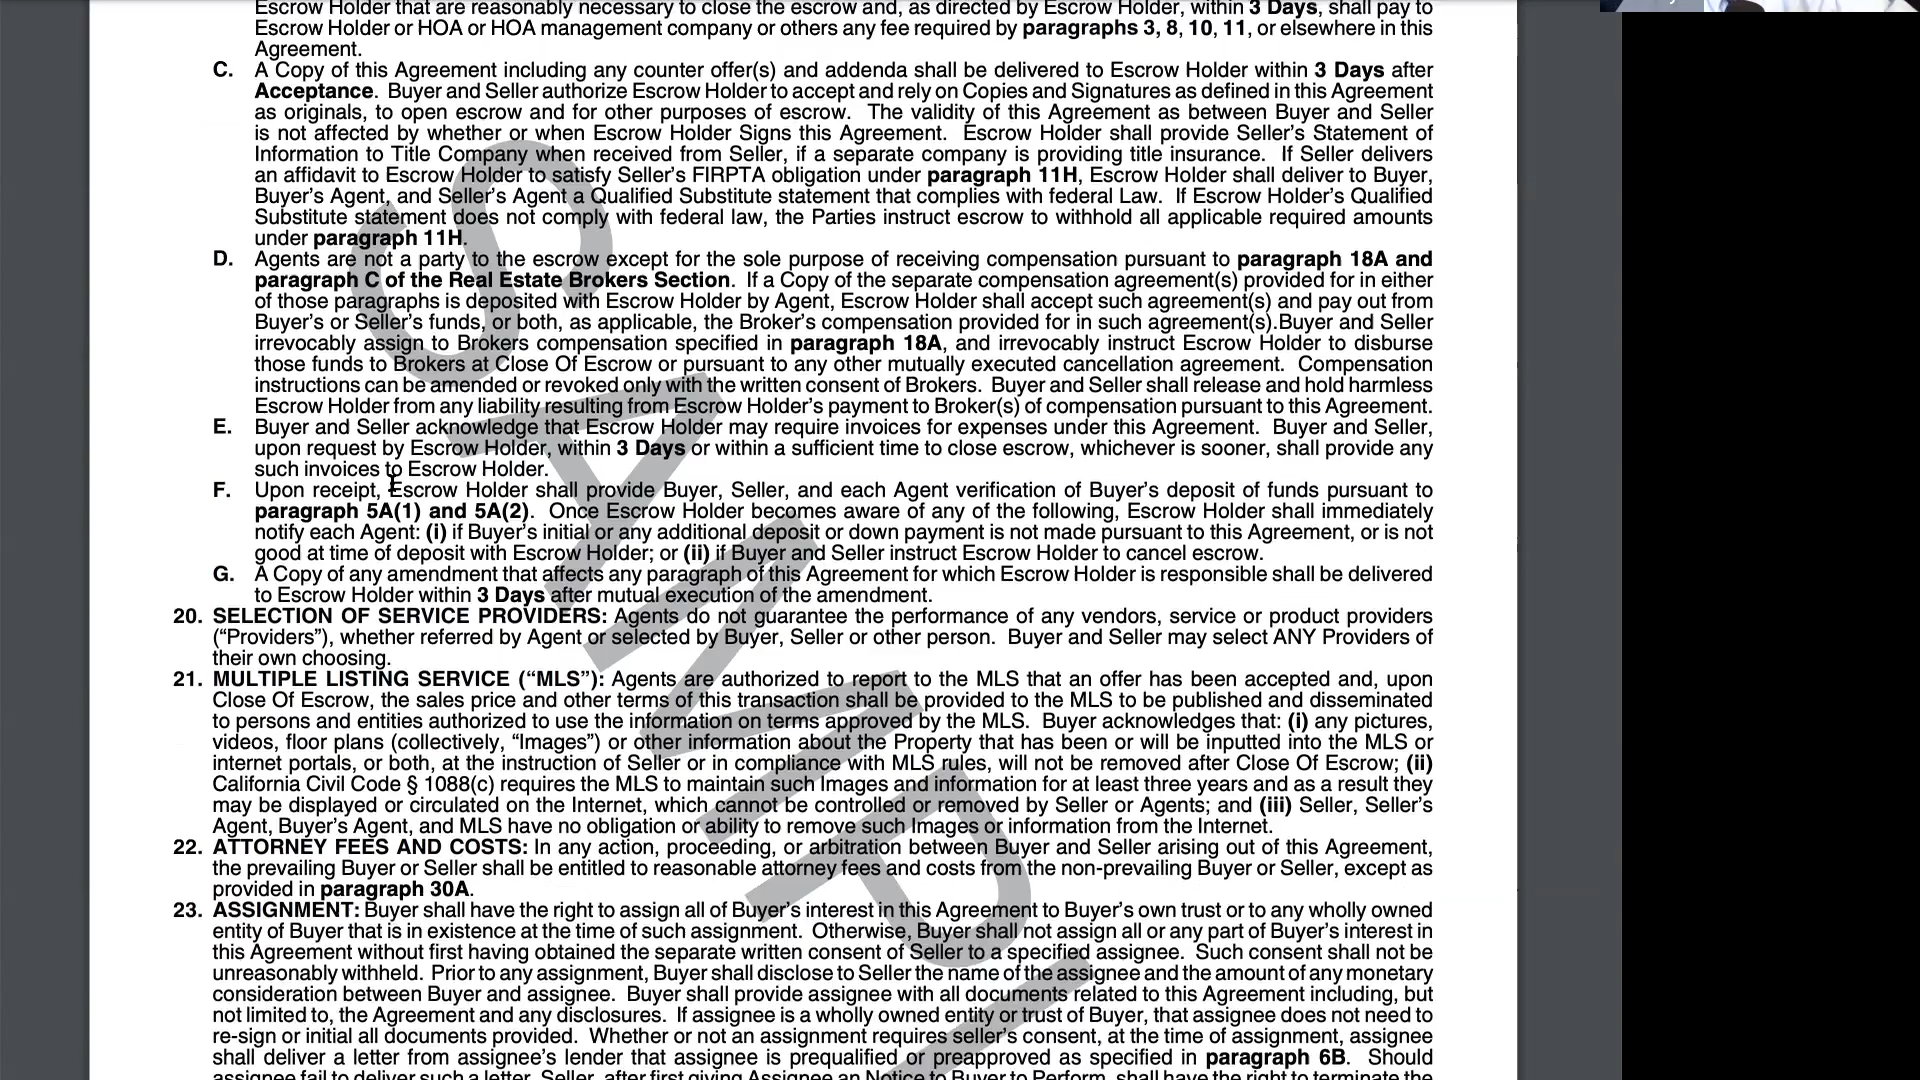 Escrow Holder that are reasonably necessary to close the escrow and, as directed by Escrow Holder, within 3 Days, shall pay to
Escrow Holder or HOA or HOA management company or others any fee required by paragraphs 3, 8, 10, 11, or elsewhere in this
Agreement.
C. A Copy of this Agreement including any counter offer(s) and addenda shall be delivered to Escrow Holder within 3 Days after
Acceptance. Buyer and Seller authorize Escrow Holder to accept and rely on Copies and Signatures as defined in this Agreement
as originals, to open escrow and for other purposes of escrow. The validity of this Agreement as between Buyer and Seller
is not affected by whether or when Escrow Holder Signs this Agreement. Escrow Holder shall provide Seller's Statement of
Information to Title Company when received from Seller, if a separate company is providing title insurance. If Seller delivers
an affidavit to Escrow Holder to satisfy Seller's FIRPTA obligation under paragraph 11H, Escrow Holder shall deliver to Buyer,
Buyer's Agent, and Seller's Agent a Qualified Substitute statement that complies with federal Law. If Escrow Holder's Qualified
Substitute statement does not comply with federal law, the Parties instruct escrow to withhold all applicable required amounts
under paragraph 11H.
D. Agents are not a party to the escrow except for the sole purpose of receiving compensation pursuant to paragraph 18A and
paragraph C of the Real Estate Brokers Section. If a Copy of the separate compensation agreement(s) provided for in either
of those paragraphs is deposited with Escrow Holder by Agent, Escrow Holder shall accept such agreement(s) and pay out from
Buyer's or Seller's funds, or both, as applicable, the Broker's compensation provided for in such agreement(s).Buyer and Seller
irrevocably assign to Brokers compensation specified in paragraph 18A, and irrevocably instruct Escrow Holder to disburse
those funds to Brokers at Close Of Escrow or pursuant to any other mutually executed cancellation agreement. Compensation
instructions can be amended or revoked only with the written consent of Brokers. Buyer and Seller shall release and hold harmless
Escrow Holder from any liability resulting from Escrow Holder's payment to Broker(s) of compensation pursuant to this Agreement.
E. Buyer and Seller acknowledge that Escrow Holder may require invoices for expenses under this Agreement. Buyer and Seller,
upon request by Escrow Holder, within 3 Days or within a sufficient time to close escrow, whichever is sooner, shall provide any
such invoices to Escrow Holder.
F. Upon receipt, Escrow Holder shall provide Buyer, Seller, and each Agent verification of Buyer's deposit of funds pursuant to
paragraph 5A(1) and 5A(2). Once Escrow Holder becomes aware of any of the following, Escrow Holder shall immediately
notify each Agent: (i) if Buyer's initial or any additional deposit or down payment is not made pursuant to this Agreement, or is not
good at time of deposit with Escrow Holder; or (ii) if Buyer and Seller instruct Escrow Holder to cancel escrow.
G. A Copy of any amendment that affects any paragraph of this Agreement for which Escrow Holder is responsible shall be delivered
to Escrow Holder within 3 Days after mutual execution of the amendment.
20. SELECTION OF SERVICE PROVIDERS: Agents do not guarantee the performance of any vendors, service or product providers
("Providers"), whether referred by Agent or selected by Buyer, Seller or other person. Buyer and Seller may select ANY Providers of
their own choosing.
21. MULTIPLE LISTING SERVICE ("MLS"): Agents are authorized to report to the MLS that an offer has been accepted and, upon
Close Of Escrow, the sales price and other terms of this transaction shall be provided to the MLS to be published and disseminated
to persons and entities authorized to use the information on terms approved by the MLS. Buyer acknowledges that: (i) any pictures,
videos, floor plans (collectively, "Images") or other information about the Property that has been or will be inputted into the MLS or
internet portals, or both, at the instruction of Seller or in compliance with MLS rules, will not be removed after Close Of Escrow; (ii)
California Civil Code § 1088(c) requires the MLS to maintain such Images and information for at least three years and as a result they
may be displayed or circulated on the Internet, which cannot be controlled or removed by Seller or Agents; and (iii) Seller, Seller's
Agent, Buyer's Agent, and MLS have no obligation or ability to remove such Images or information from the Internet.
22. ATTORNEY FEES AND COSTS: In any action, proceeding, or arbitration between Buyer and Seller arising out of this Agreement,
the prevailing Buyer or Seller shall be entitled to reasonable attorney fees and costs from the non-prevailing Buyer or Seller, except as
provided in paragraph 30A.
23. ASSIGNMENT: Buyer shall have the right to assign all of Buyer's interest in this Agreement to Buyer's own trust or to any wholly owned
entity of Buyer that is in existence at the time of such assignment. Otherwise, Buyer shall not assign all or any part of Buyer's interest in
this Agreement without first having obtained the separate written consent of Seller to a specified assignee. Such consent shall not be
unreasonably withheld. Prior to any assignment, Buyer shall disclose to Seller the name of the assignee and the amount of any monetary
consideration between Buyer and assignee. Buyer shall provide assignee with all documents related to this Agreement including, but
not limited to, the Agreement and any disclosures. If assignee is a wholly owned entity or trust of Buyer, that assignee does not need to
re-sign or initial all documents provided. Whether or not an assignment requires seller's consent, at the time of assignment, assignee
shall deliver a letter from assignee's lender that assignee is prequalified or preapproved as specified in paragraph 6B. Should
assignee fail to deliver such a letter, Seller, after first giving Assignee an Notice to Buyer to Perform, shall have the right to terminate the
SAMPL